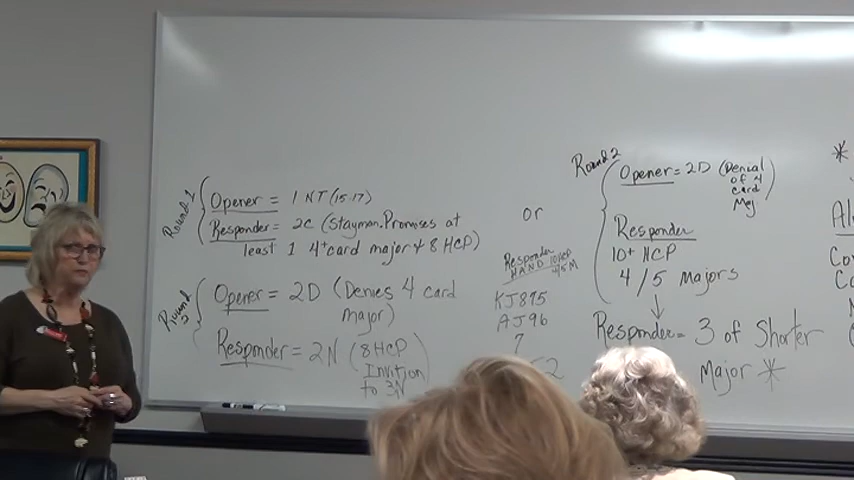 Round 1
Opener = 1 NT (15-17)
Responder = 2C (Stayman. Promises at
least 1 4+card major + 8 HCP)
Round 2
Opener = 2D (Denies 4 card
major)
Responder = 2N (8 HCP
Invition
to 3N
or
Responder
HAND 10HCP
4/5 M
KJ875
AJ96
7
52
Round 2
Opener = 2D (Denial
of 4
card
Maj
Responder
10+ HCP
4/5 Majors
Responder = 3 of Shorter
Major *
*